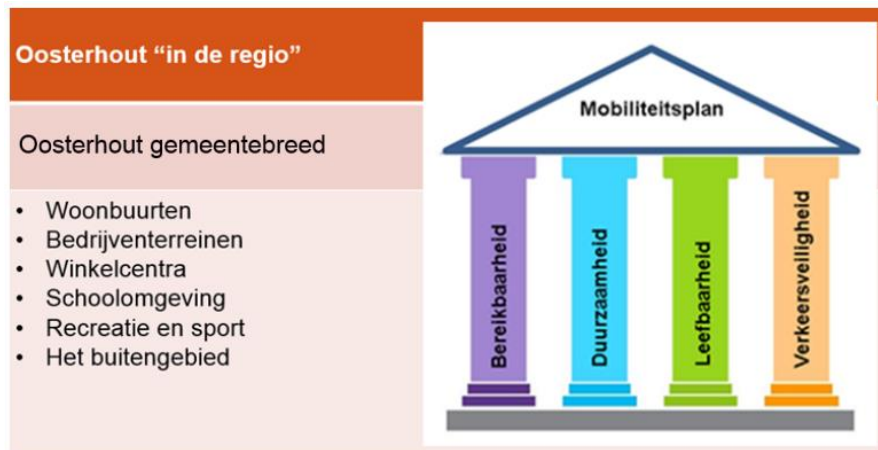 Oosterhout “in de regio”
Oosterhout gemeentebreed
• Woonbuurten
• Bedrijventerreinen
• Winkelcentra
• Schoolomgeving
• Recreatie en sport
• Het buitengebied
Mobiliteitsplan
Bereikbaarheid
Duurzaamheid
Leefbaarheid
Verkeersveiligheid